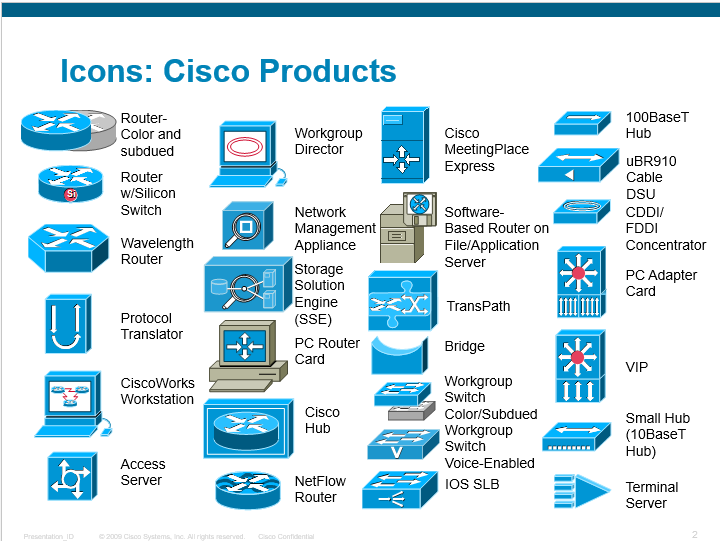 Icons: Cisco Products
Router-
Color and
subdued
Router
w/Silicon
Switch
Si
Wavelength
Router
Protocol
Translator
CiscoWorks
Workstation
Access
Server
Workgroup
Director
Network
Management
Appliance
Storage
Solution
Engine
(SSE)
PC Router
Card
Cisco
Hub
NetFlow
Router
Cisco
MeetingPlace
Express
Software-
Based Router on
File/Application
Server
TransPath
Bridge
Workgroup
Switch
Color/Subdued
Workgroup
Switch
Voice-Enabled
V
IOS SLB
100BaseT
Hub
uBR910
Cable
DSU
CDDI/
FDDI
Concentrator
PC Adapter
Card
VIP
Small Hub
(10BaseT
Hub)
Terminal
Server
Presentation_ID
© 2009 Cisco Systems, Inc. All rights reserved.
Cisco Confidential
2